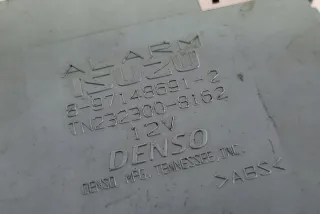 ALARM
ISUZU
8-97148691-2
TN232300-9162
12V
DENSO
DENSO MFG. TENNESSEE, INC.
>ABS<